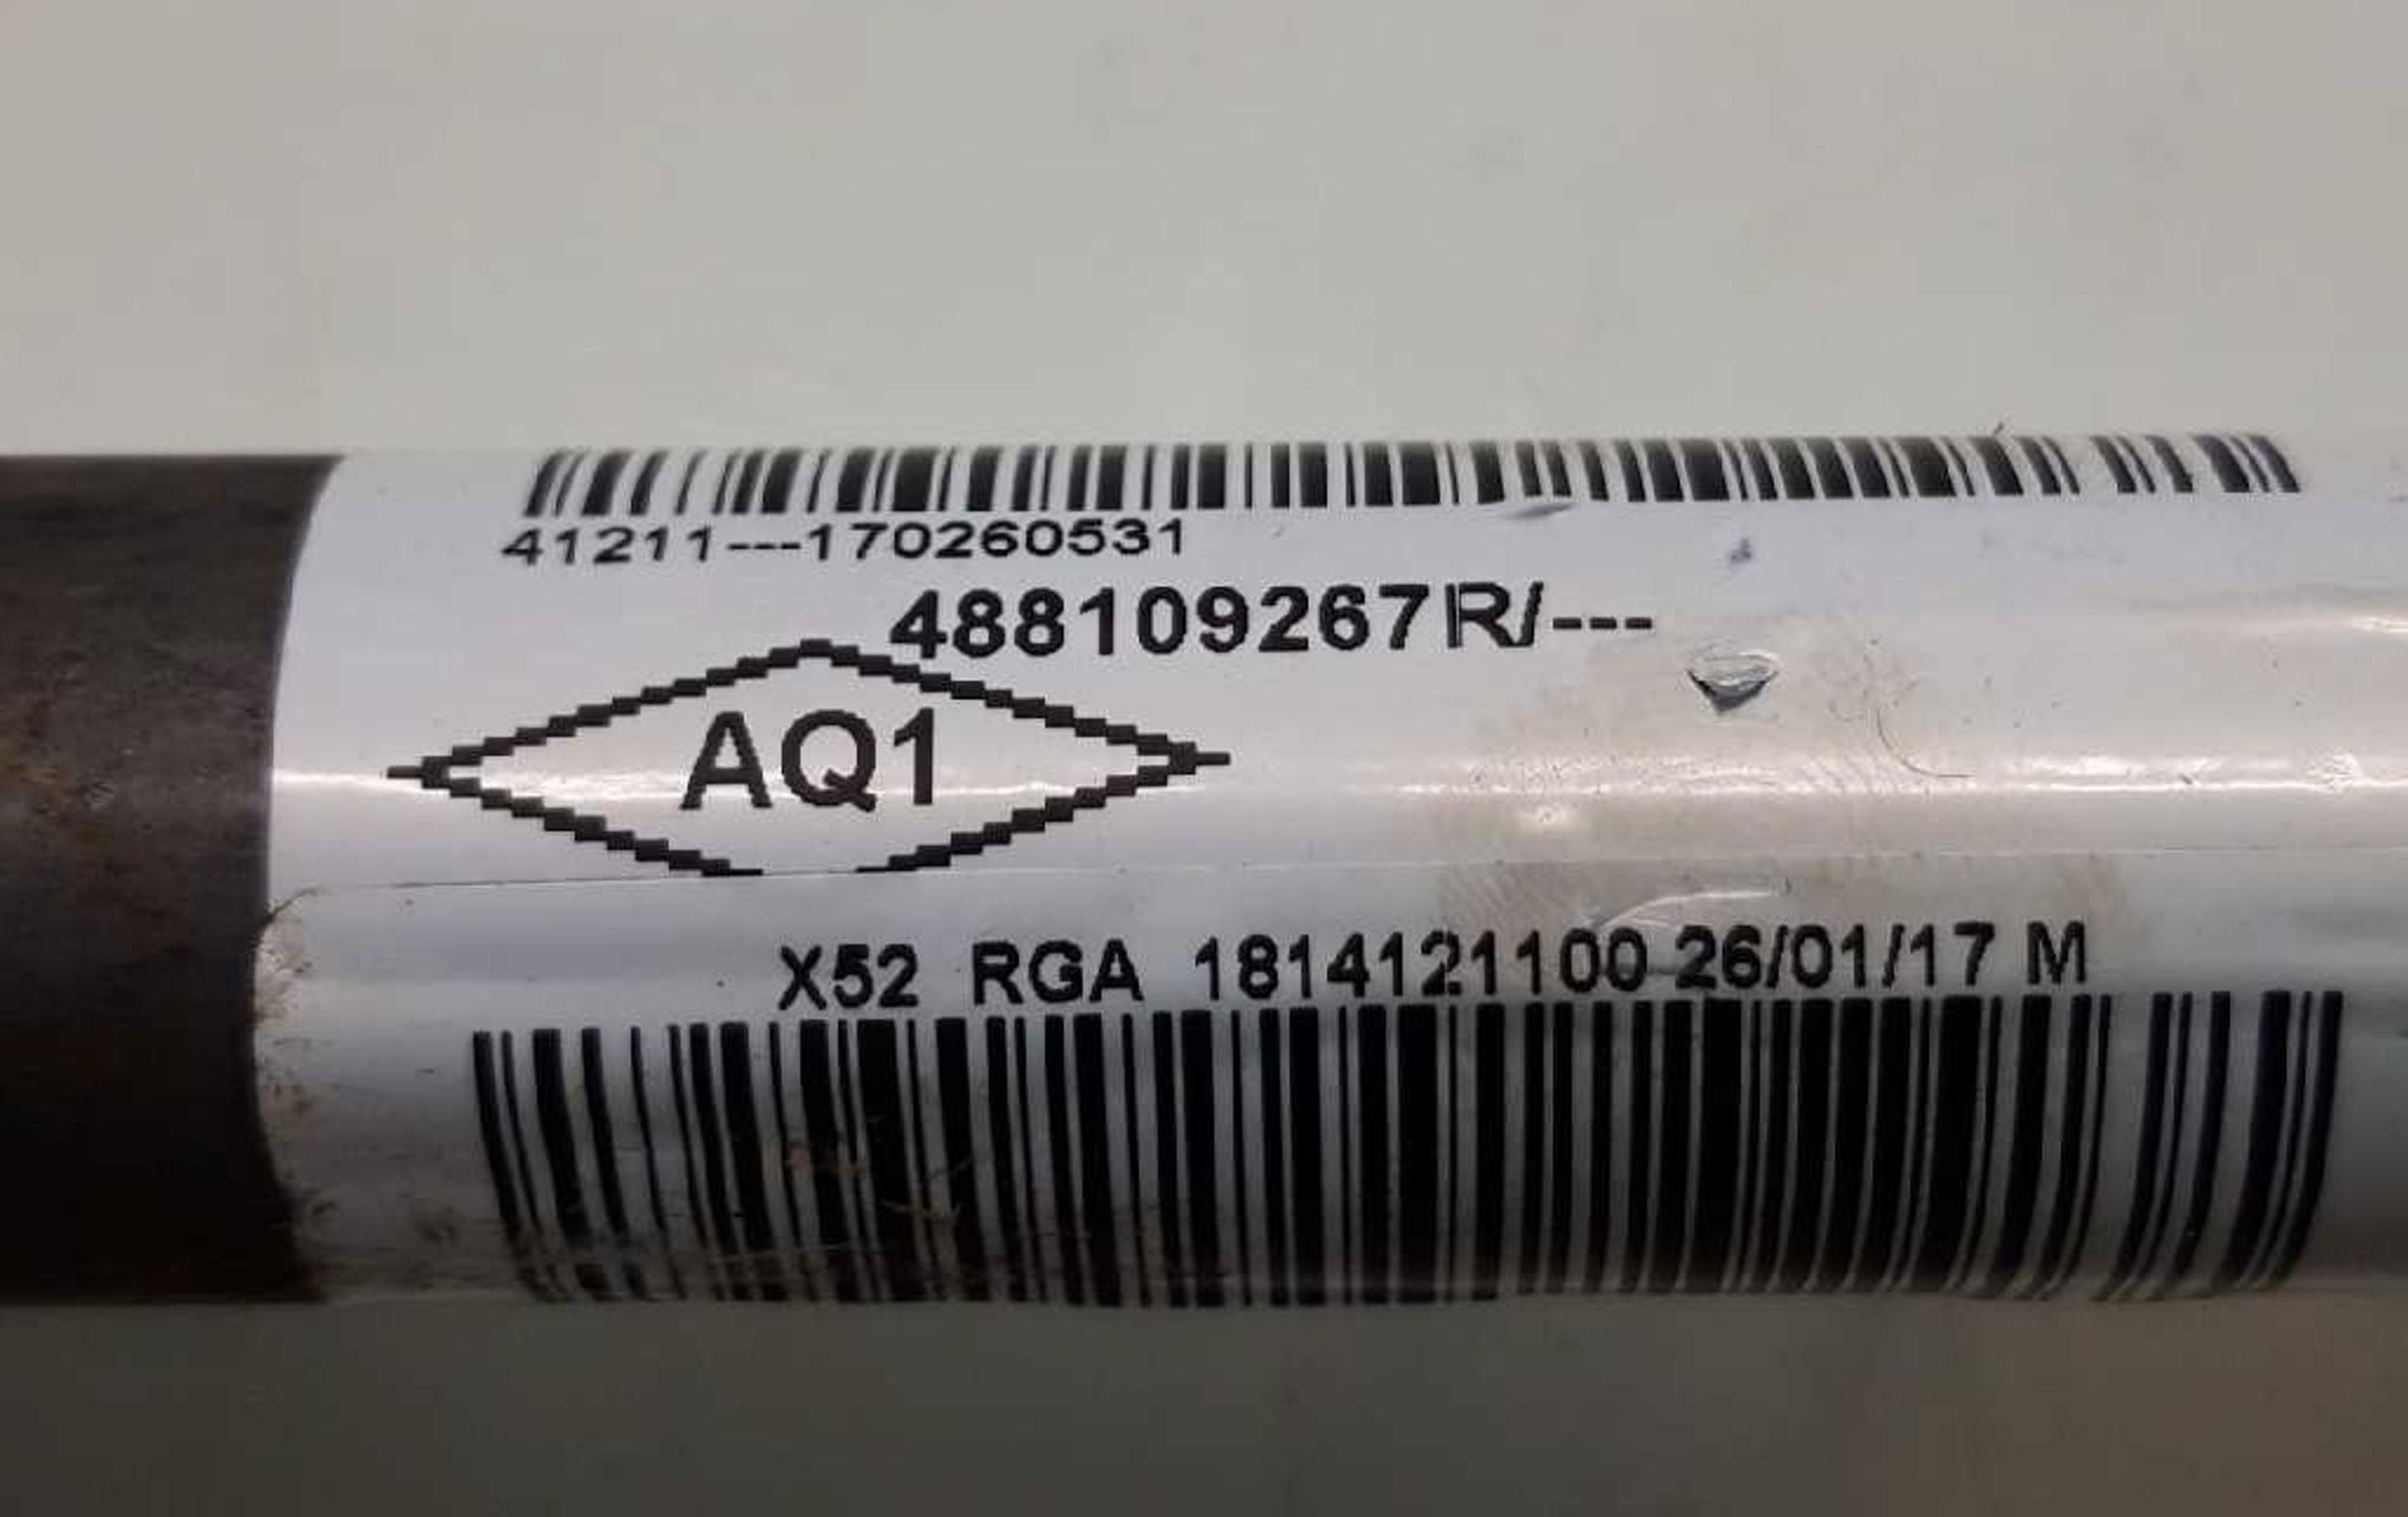 41211---170260531
488109267R/---
AQ1
X52 RGA 1814121100 26/01/17 M